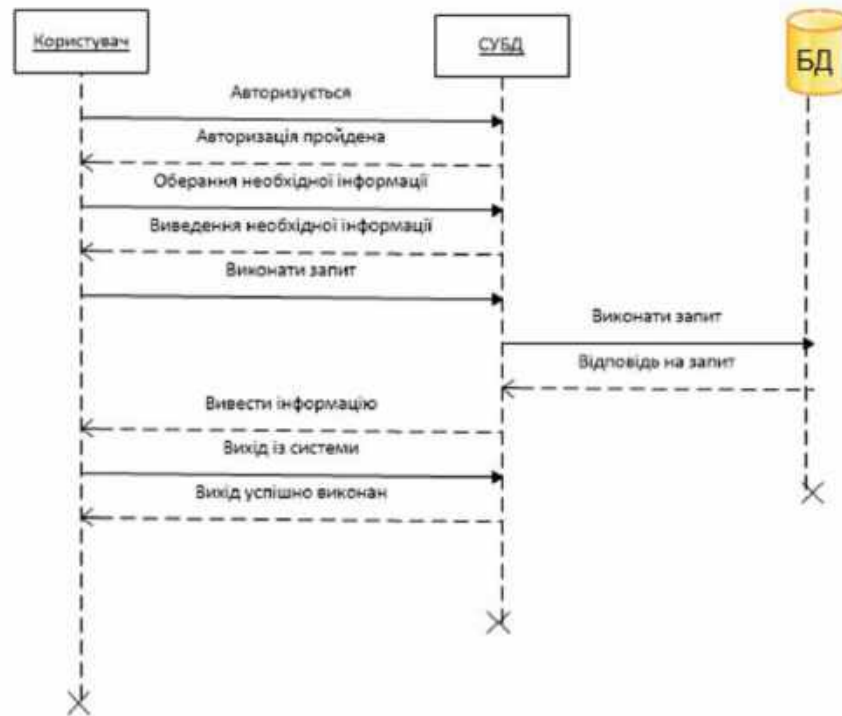 Користувач
СУБД
БД
Авторизується
Авторизація пройдена
Оберання необхідної інформації
Виведення необхідної інформації
Виконати запит
Виконати запит
Відповідь на запит
Вивести інформацію
Вихід із системи
Вихід успішно виконан